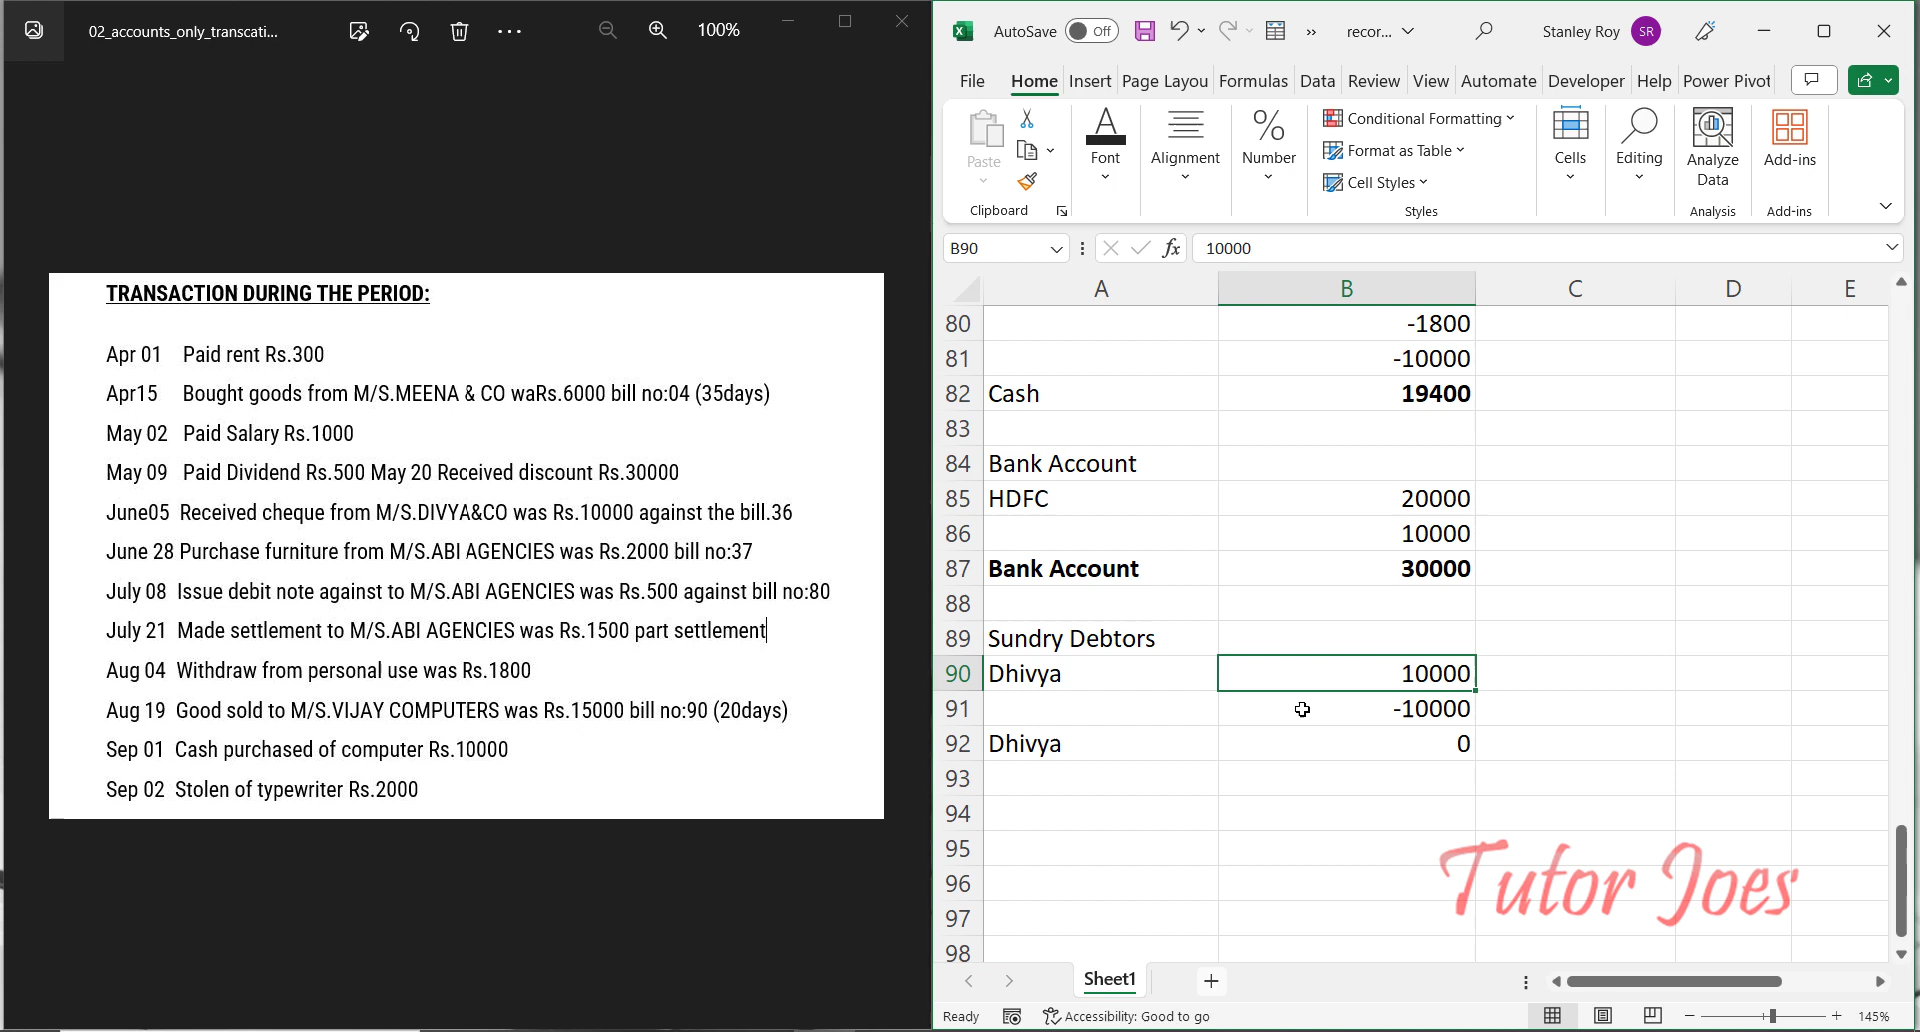 02_accounts_only_transcati...
100%
TRANSACTION DURING THE PERIOD:
Apr 01 Paid rent Rs.300
Apr15 Bought goods from M/S.MEENA & CO waRs.6000 bill no:04 (35days)
May 02 Paid Salary Rs.1000
May 09 Paid Dividend Rs.500 May 20 Received discount Rs.30000
June05 Received cheque from M/S.DIVYA&CO was Rs.10000 against the bill.36
June 28 Purchase furniture from M/S.ABI AGENCIES was Rs.2000 bill no:37
July 08 Issue debit note against to M/S.ABI AGENCIES was Rs.500 against bill no:80
July 21 Made settlement to M/S.ABI AGENCIES was Rs.1500 part settlement
Aug 04 Withdraw from personal use was Rs.1800
Aug 19 Good sold to M/S.VIJAY COMPUTERS was Rs.15000 bill no:90 (20days)
Sep 01 Cash purchased of computer Rs.10000
Sep 02 Stolen of typewriter Rs.2000
AutoSave Off recor... Stanley Roy SR
File Home Insert Page Layou Formulas Data Review View Automate Developer Help Power Pivot
Paste Font Alignment Number Conditional Formatting Format as Table Cell Styles Cells Editing Analyze Data Add-ins
Clipboard Styles Analysis Add-ins
B90 fx 10000
A B C D E
80 -1800
81 -10000
82 Cash 19400
83
84 Bank Account
85 HDFC 20000
86 10000
87 Bank Account 30000
88
89 Sundry Debtors
90 Dhivya 10000
91 -10000
92 Dhivya 0
93
94
95
96
97
98
Tutor Joes
Sheet1
Ready Accessibility: Good to go 145%